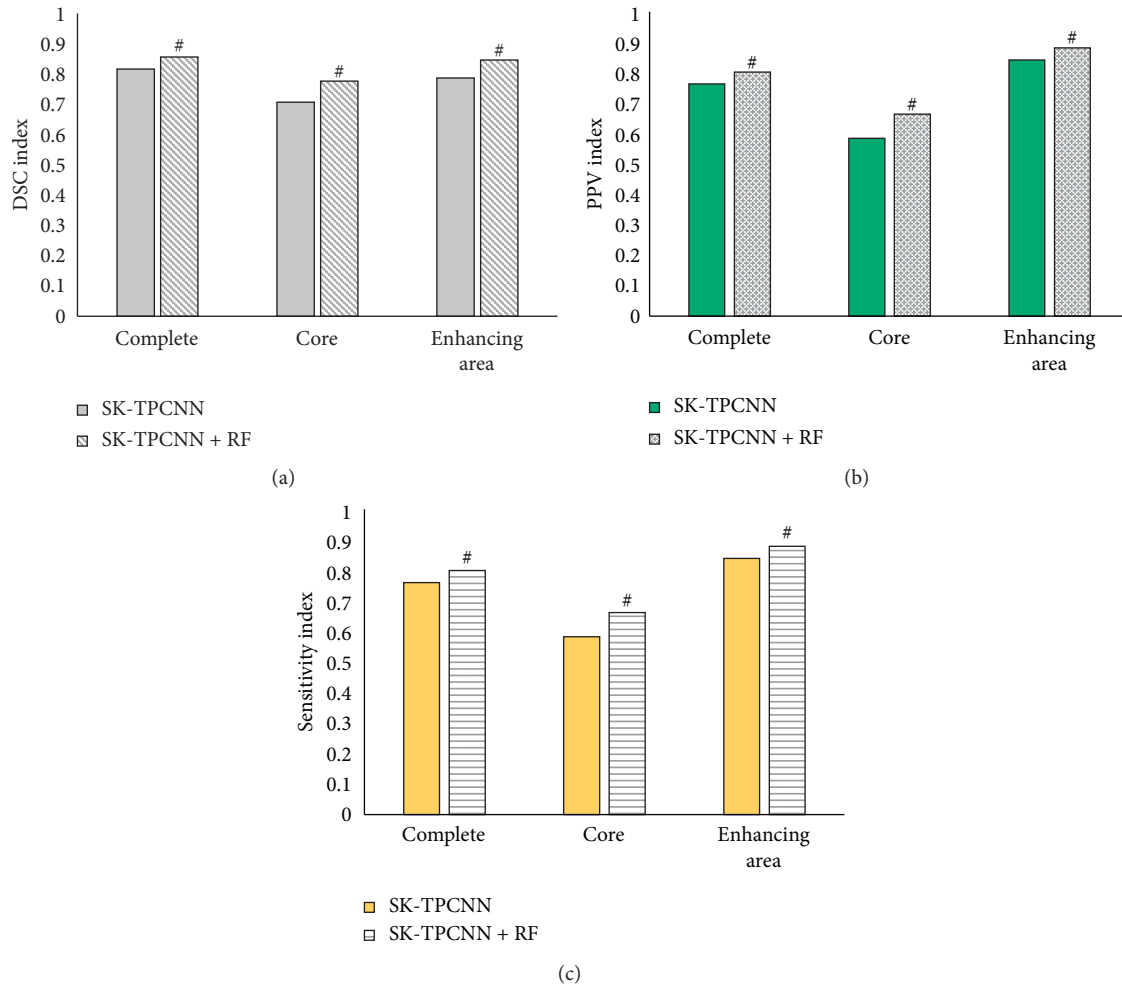 1
0.9
0.8
0.7
0.6
0.5
0.4
0.3
0.2
0.1
0
DSC index
#
#
#
Complete
Core
Enhancing
area
SK-TPCNN
SK-TPCNN + RF
(a)
1
0.9
0.8
0.7
0.6
0.5
0.4
0.3
0.2
0.1
0
PPV index
#
#
#
Complete
Core
Enhancing
area
SK-TPCNN
SK-TPCNN + RF
(b)
1
0.9
0.8
0.7
0.6
0.5
0.4
0.3
0.2
0.1
0
Sensitivity index
#
#
#
Complete
Core
Enhancing
area
SK-TPCNN
SK-TPCNN + RF
(c)